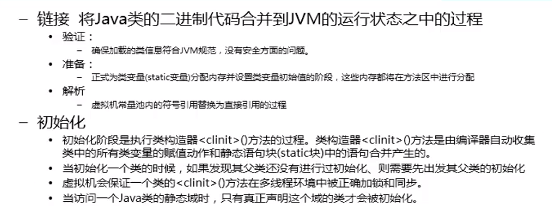 – 链接 将Java类的二进制代码合并到JVM的运行状态之中的过程
• 验证：
– 确保加载的类信息符合JVM规范，没有安全方面的问题。
• 准备：
– 正式为类变量(static变量)分配内存并设置类变量初始值的阶段，这些内存都将在方法区中进行分配
• 解析
– 虚拟机常量池内的符号引用替换为直接引用的过程
– 初始化
• 初始化阶段是执行类构造器<clinit>()方法的过程。类构造器<clinit>()方法是由编译器自动收集
类中的所有类变量的赋值动作和静态语句块(static块)中的语句合并产生的。
• 当初始化一个类的时候，如果发现其父类还没有进行过初始化、则需要先出发其父类的初始化
• 虚拟机会保证一个类的<clinit>()方法在多线程环境中被正确加锁和同步。
• 当访问一个Java类的静态域时，只有真正声明这个域的类才会被初始化。